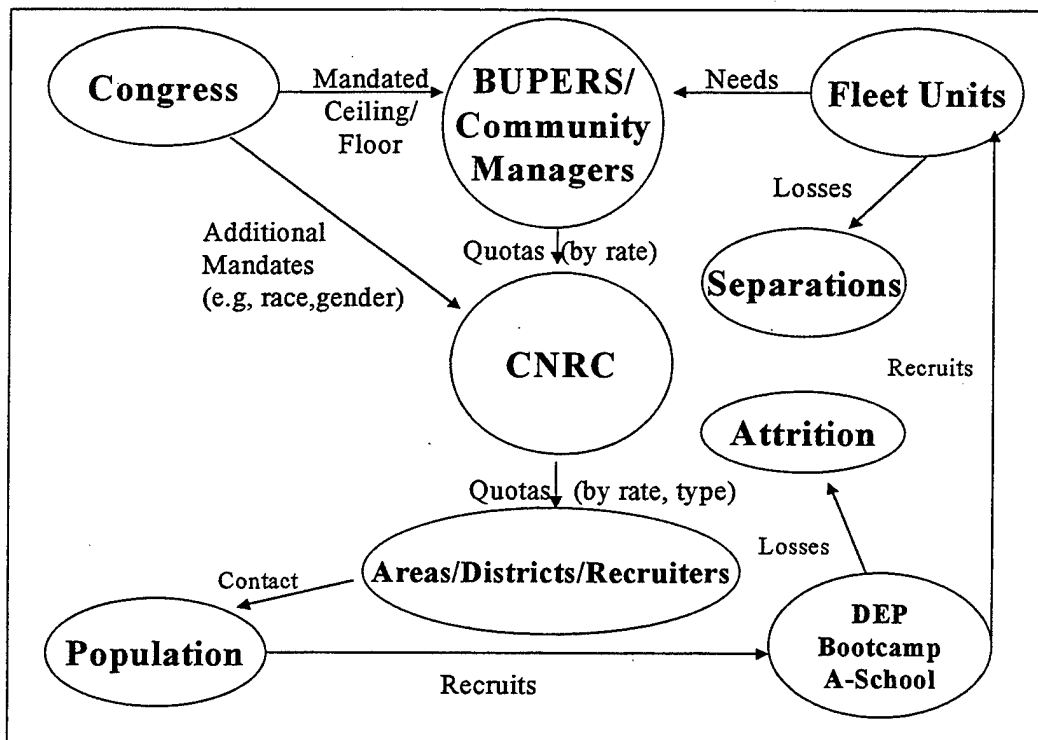 Congress
Mandated
Ceiling/
Floor
BUPERS/
Community
Managers
Needs
Fleet Units
Losses
Separations
Additional
Mandates
(e.g, race,gender)
Quotas (by rate)
CNRC
Recruits
Attrition
Quotas (by rate, type)
Losses
Areas/Districts/Recruiters
Contact
Population
Recruits
DEP
Bootcamp
A-School